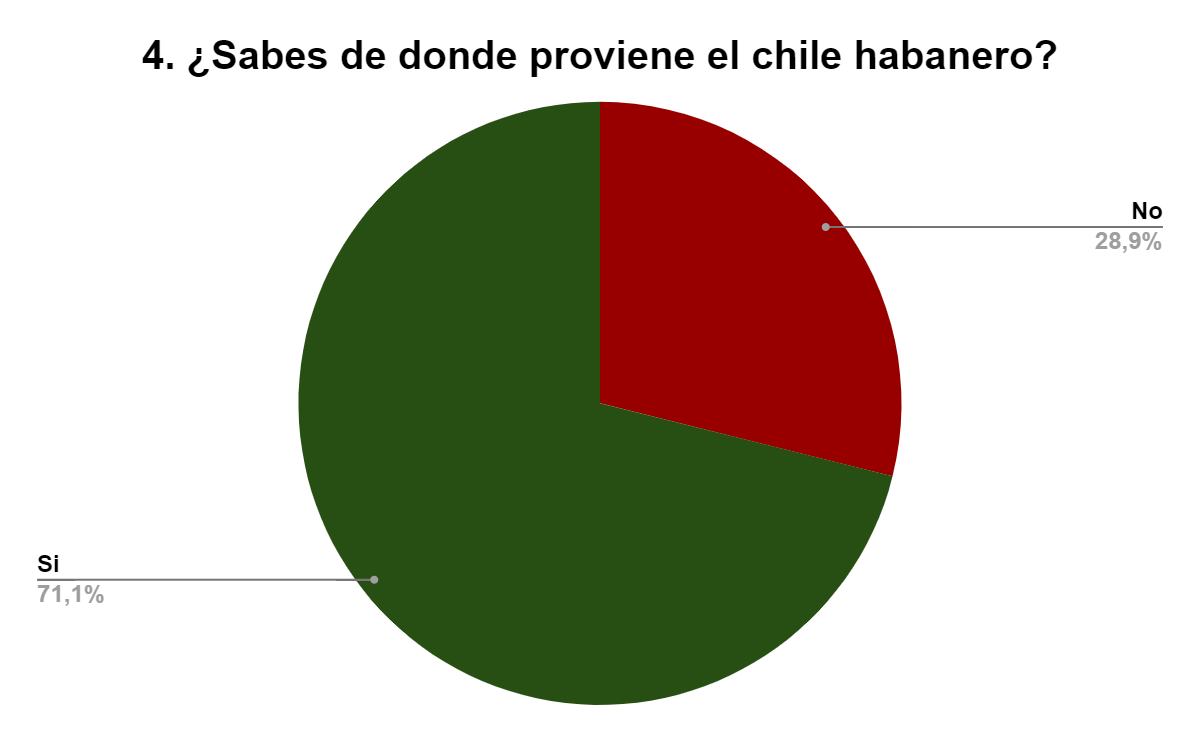 4. ¿Sabes de donde proviene el chile habanero?
No
28,9%
Si
71,1%